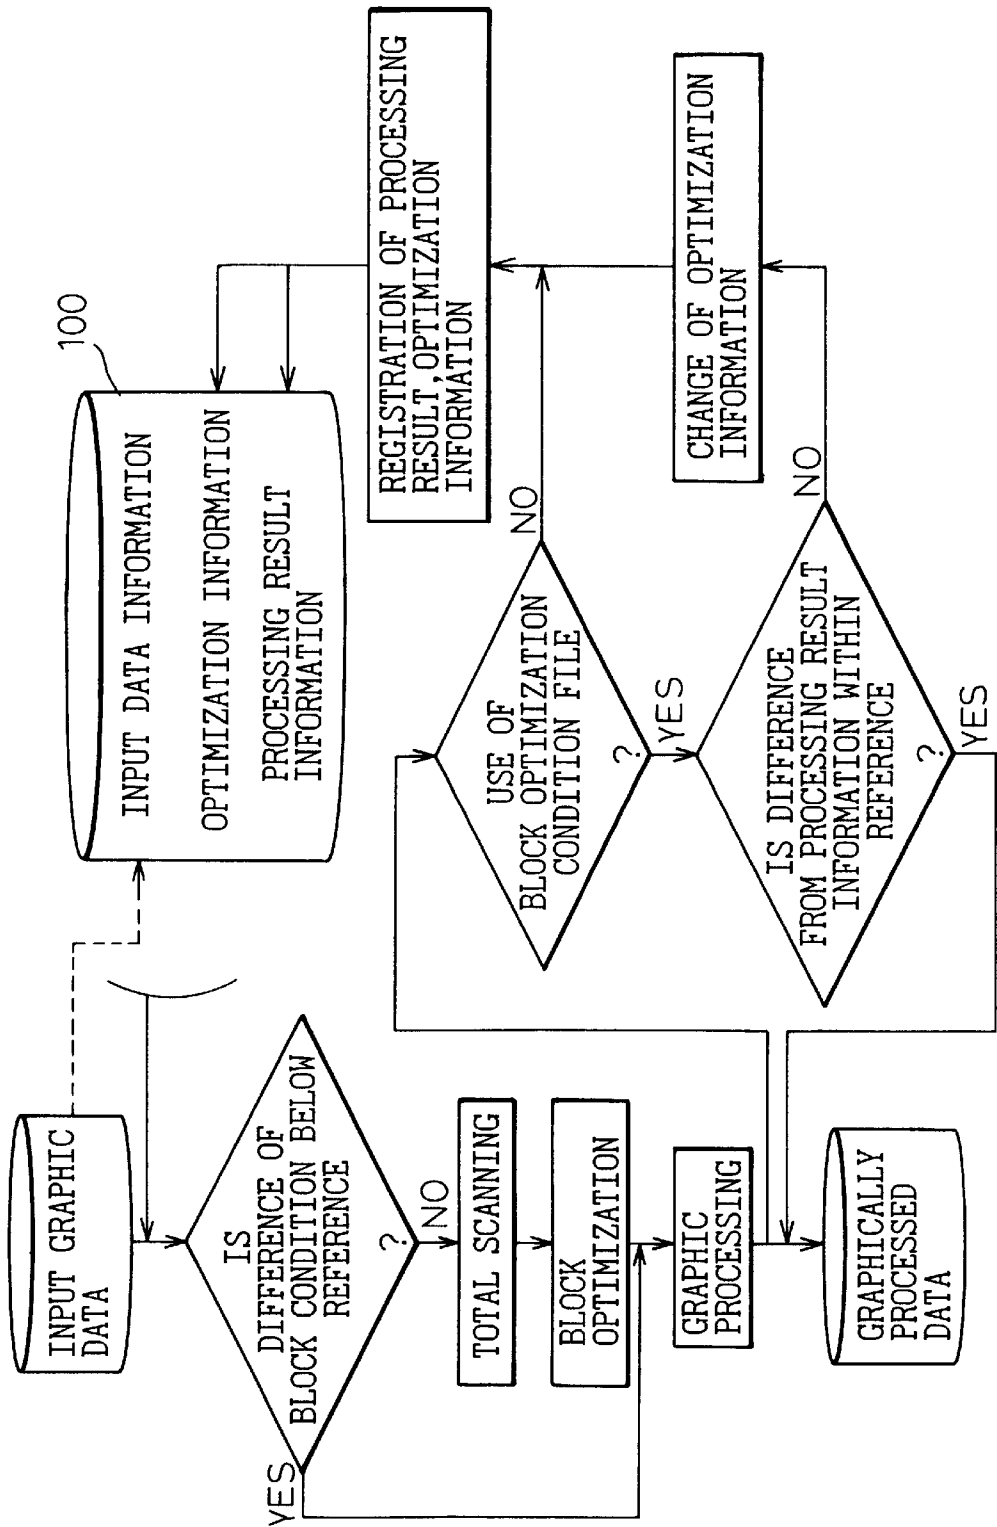 INPUT GRAPHIC
DATA
IS
DIFFERENCE OF
BLOCK CONDITION BELOW
REFERENCE
?
YES
NO
TOTAL SCANNING
BLOCK
OPTIMIZATION
GRAPHIC
PROCESSING
GRAPHICALLY
PROCESSED
DATA
100
INPUT DATA INFORMATION
OPTIMIZATION INFORMATION
PROCESSING RESULT
INFORMATION
REGISTRATION OF PROCESSING
RESULT,OPTIMIZATION
INFORMATION
USE OF
BLOCK OPTIMIZATION
CONDITION FILE
?
NO
YES
CHANGE OF OPTIMIZATION
INFORMATION
IS DIFFERENCE
FROM PROCESSING RESULT
INFORMATION WITHIN
REFERENCE
?
NO
YES